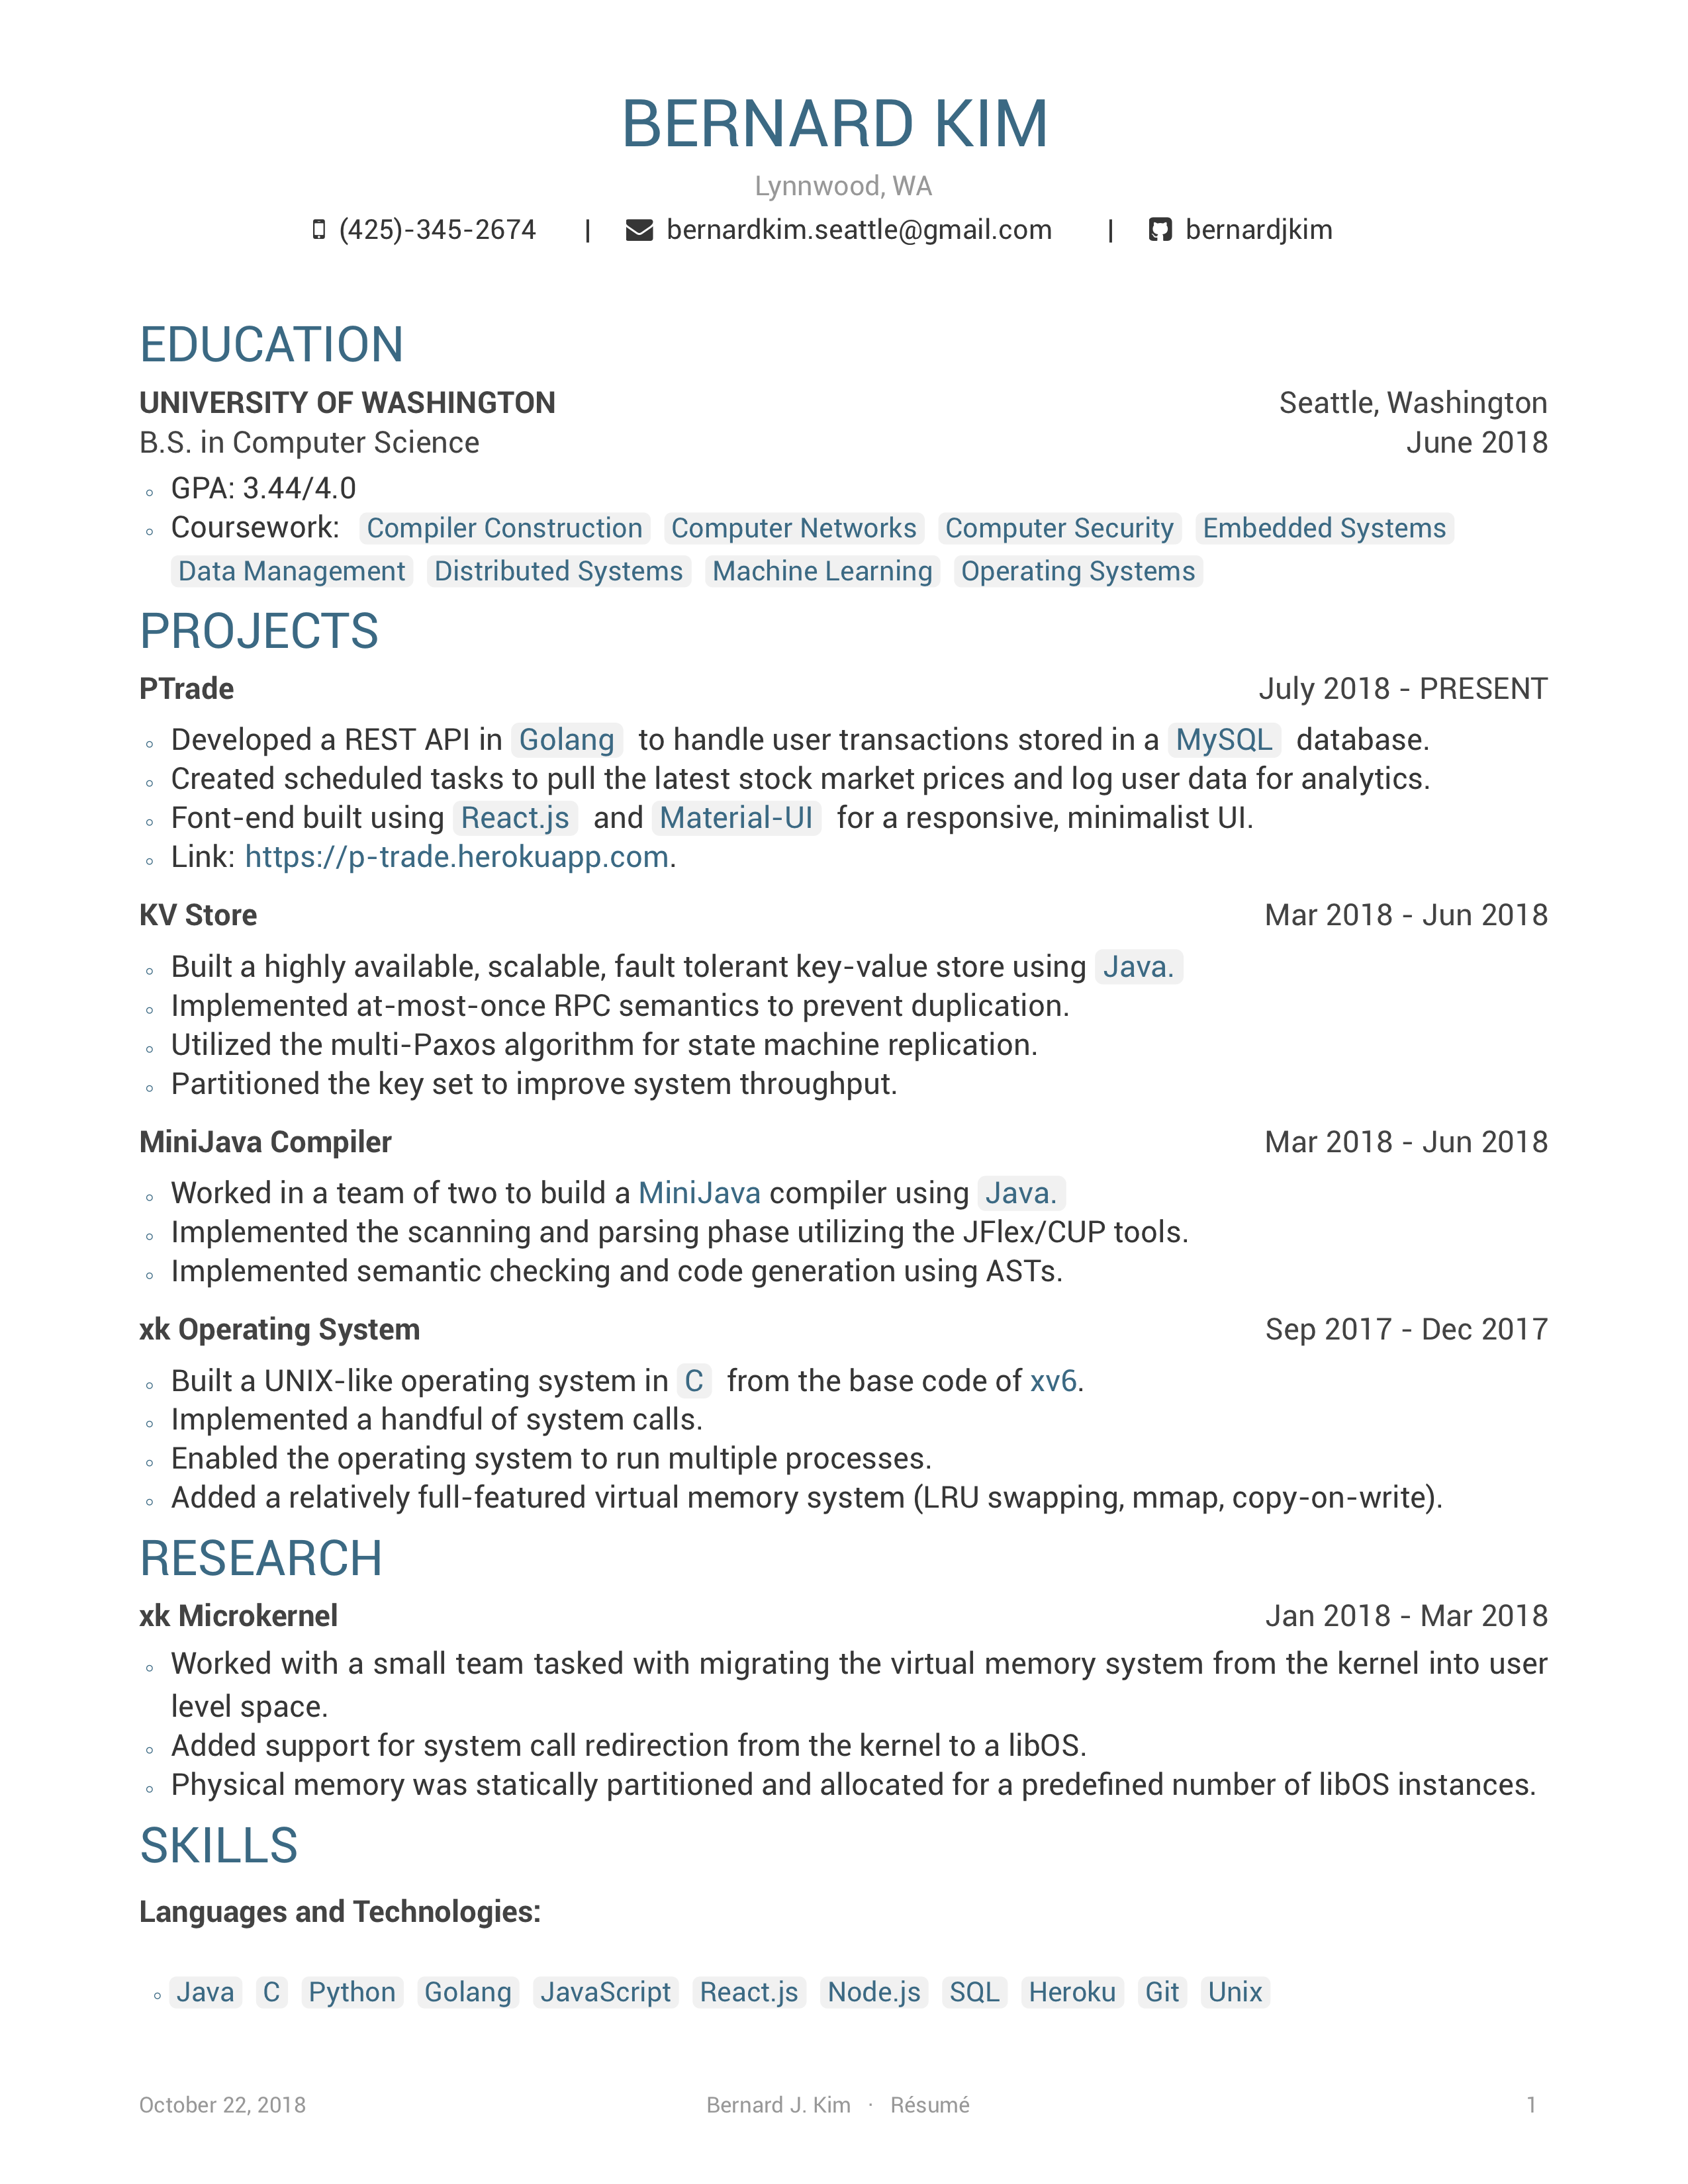 BERNARD KIM
Lynnwood, WA
(425)-345-2674 | bernardkim.seattle@gmail.com | bernardjkim
EDUCATION
UNIVERSITY OF WASHINGTON Seattle, Washington
B.S. in Computer Science June 2018
◦ GPA: 3.44/4.0
◦ Coursework: Compiler Construction Computer Networks Computer Security Embedded Systems
Data Management Distributed Systems Machine Learning Operating Systems
PROJECTS
PTrade July 2018 - PRESENT
◦ Developed a REST API in Golang to handle user transactions stored in a MySQL database.
◦ Created scheduled tasks to pull the latest stock market prices and log user data for analytics.
◦ Font-end built using React.js and Material-UI for a responsive, minimalist UI.
◦ Link: https://p-trade.herokuapp.com.
KV Store Mar 2018 - Jun 2018
◦ Built a highly available, scalable, fault tolerant key-value store using Java.
◦ Implemented at-most-once RPC semantics to prevent duplication.
◦ Utilized the multi-Paxos algorithm for state machine replication.
◦ Partitioned the key set to improve system throughput.
MiniJava Compiler Mar 2018 - Jun 2018
◦ Worked in a team of two to build a MiniJava compiler using Java.
◦ Implemented the scanning and parsing phase utilizing the JFlex/CUP tools.
◦ Implemented semantic checking and code generation using ASTs.
xk Operating System Sep 2017 - Dec 2017
◦ Built a UNIX-like operating system in C from the base code of xv6.
◦ Implemented a handful of system calls.
◦ Enabled the operating system to run multiple processes.
◦ Added a relatively full-featured virtual memory system (LRU swapping, mmap, copy-on-write).
RESEARCH
xk Microkernel Jan 2018 - Mar 2018
◦ Worked with a small team tasked with migrating the virtual memory system from the kernel into user
level space.
◦ Added support for system call redirection from the kernel to a libOS.
◦ Physical memory was statically partitioned and allocated for a predefined number of libOS instances.
SKILLS
Languages and Technologies:
◦ Java C Python Golang JavaScript React.js Node.js SQL Heroku Git Unix
October 22, 2018 Bernard J. Kim · Résumé 1